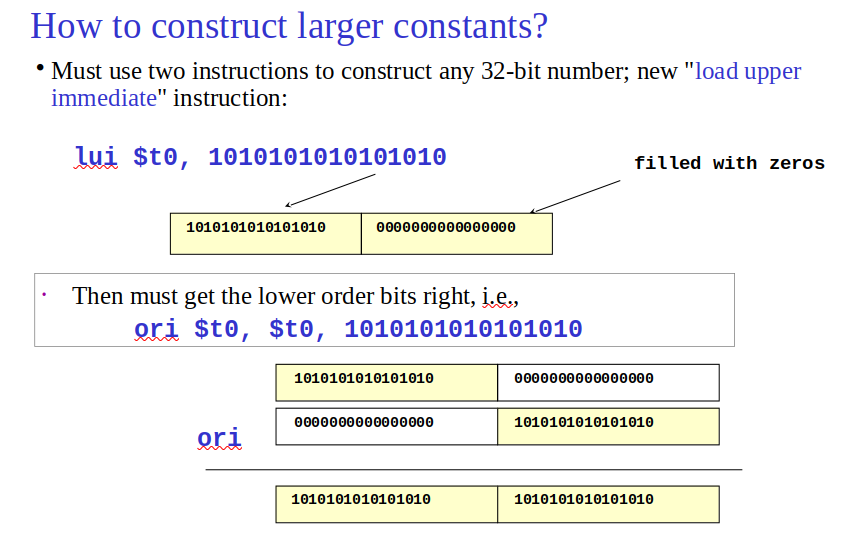 How to construct larger constants?
• Must use two instructions to construct any 32-bit number; new "load upper
immediate" instruction:
lui $t0, 1010101010101010
filled with zeros
1010101010101010 0000000000000000
• Then must get the lower order bits right, i.e.,
ori $t0, $t0, 1010101010101010
1010101010101010 0000000000000000
0000000000000000 1010101010101010
ori
1010101010101010 1010101010101010